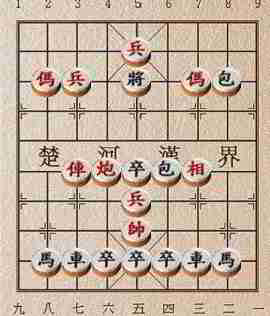 1 2 3 4 5 6 7 8 9
兵
傌 兵 將 傌 包
楚 河 漢 界
俥 炮 卒 包 相
兵
帥
馬 車 卒 卒 卒 車 馬
九 八 七 六 五 四 三 二 一